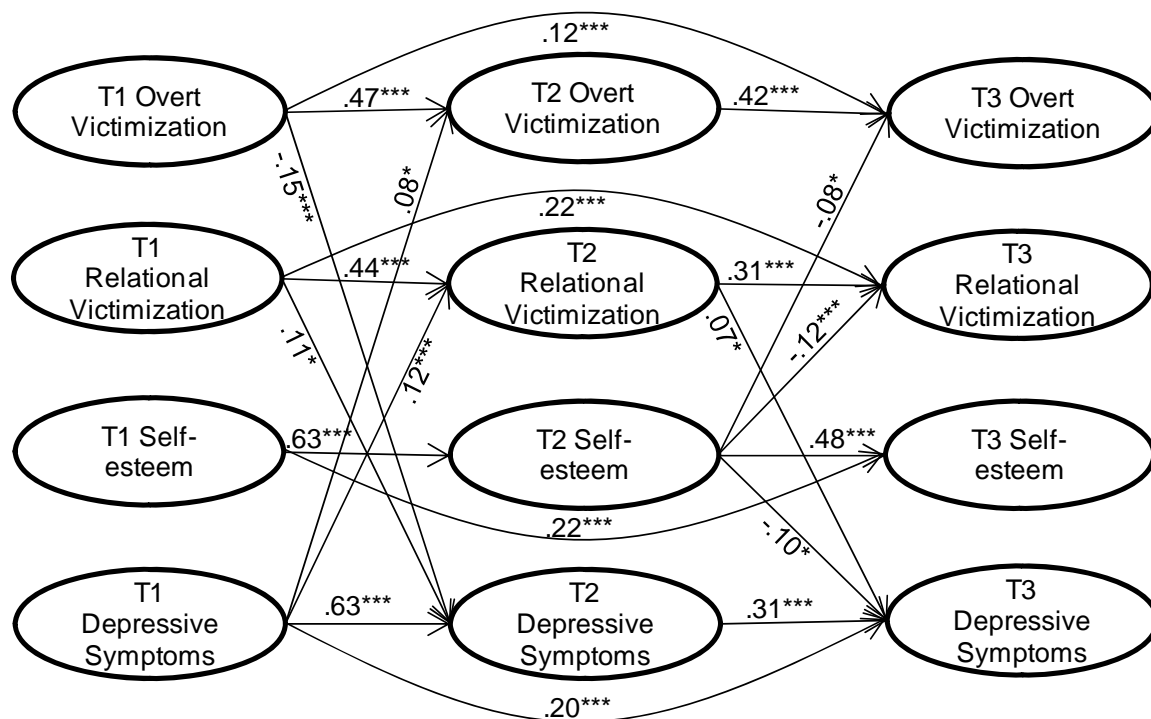 .12***
T1 Overt
Victimization
.47***
T2 Overt
Victimization
.42***
T3 Overt
Victimization
-.15***
.08*
-.08*
.22***
T1
Relational
Victimization
.44***
T2
Relational
Victimization
.31***
T3
Relational
Victimization
.11*
.12***
.07*
-.12***
T1 Self-
esteem
.63***
T2 Self-
esteem
.48***
T3 Self-
esteem
.22***
-.10*
T1
Depressive
Symptoms
.63***
T2
Depressive
Symptoms
.31***
T3
Depressive
Symptoms
.20***